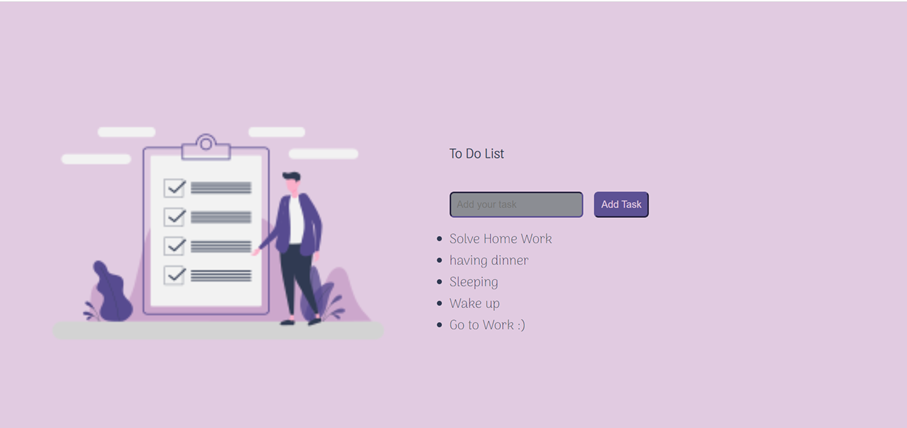 To Do List
Add your task
Add Task
Solve Home Work
having dinner
Sleeping
Wake up
Go to Work :)